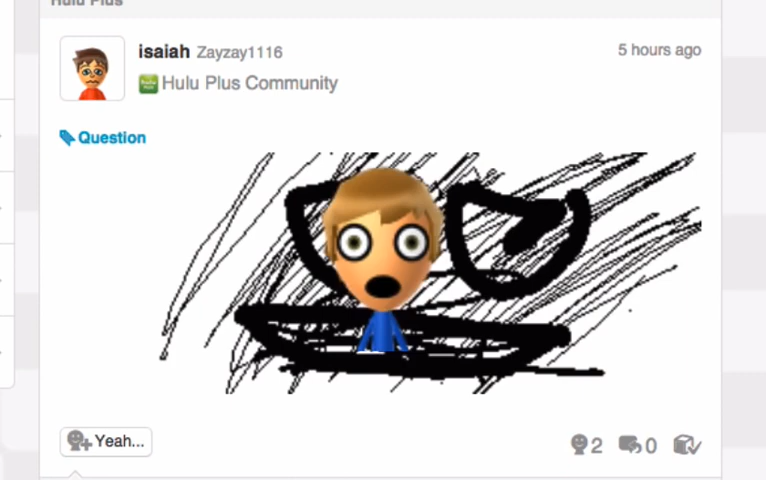 Hulu Plus
isaiah Zayzay1116
5 hours ago
Hulu Plus Community
Question
Yeah...
2
0